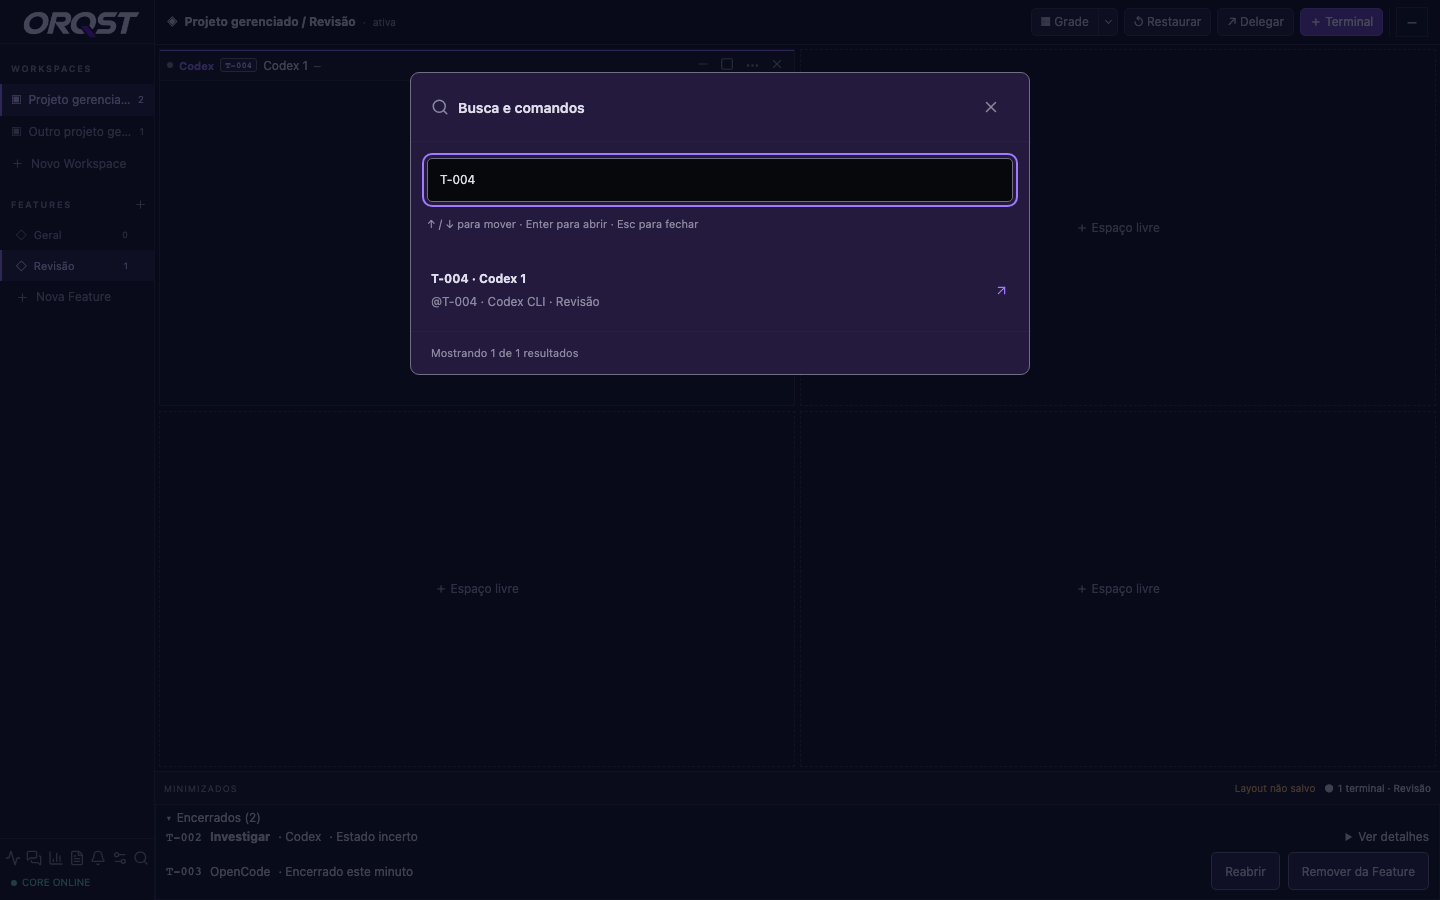 ORQST
◈ Projeto gerenciado / Revisão · ativa
Grade
Restaurar
Delegar
+ Terminal
WORKSPACES
Projeto gerencia... 2
Outro projeto ge... 1
+ Novo Workspace
FEATURES +
Geral 0
Revisão 1
+ Nova Feature
Codex T-004 Codex 1 –
Busca e comandos
T-004
↑ / ↓ para mover · Enter para abrir · Esc para fechar
T-004 · Codex 1
@T-004 · Codex CLI · Revisão
Mostrando 1 de 1 resultados
+ Espaço livre
+ Espaço livre
+ Espaço livre
MINIMIZADOS
Layout não salvo
1 terminal · Revisão
Encerrados (2)
T-002 Investigar · Codex · Estado incerto
Ver detalhes
T-003 OpenCode · Encerrado este minuto
Reabrir
Remover da Feature
CORE ONLINE